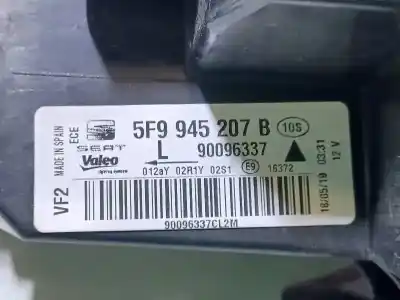 MADE IN SPAIN
VF2
ECE
SEAT
Valeo
5F9 945 207 B 10S
L 90096337
012aY 02R1Y 02S1 E9 16372
90096337CL2M
18/05/19 03:31
12 V